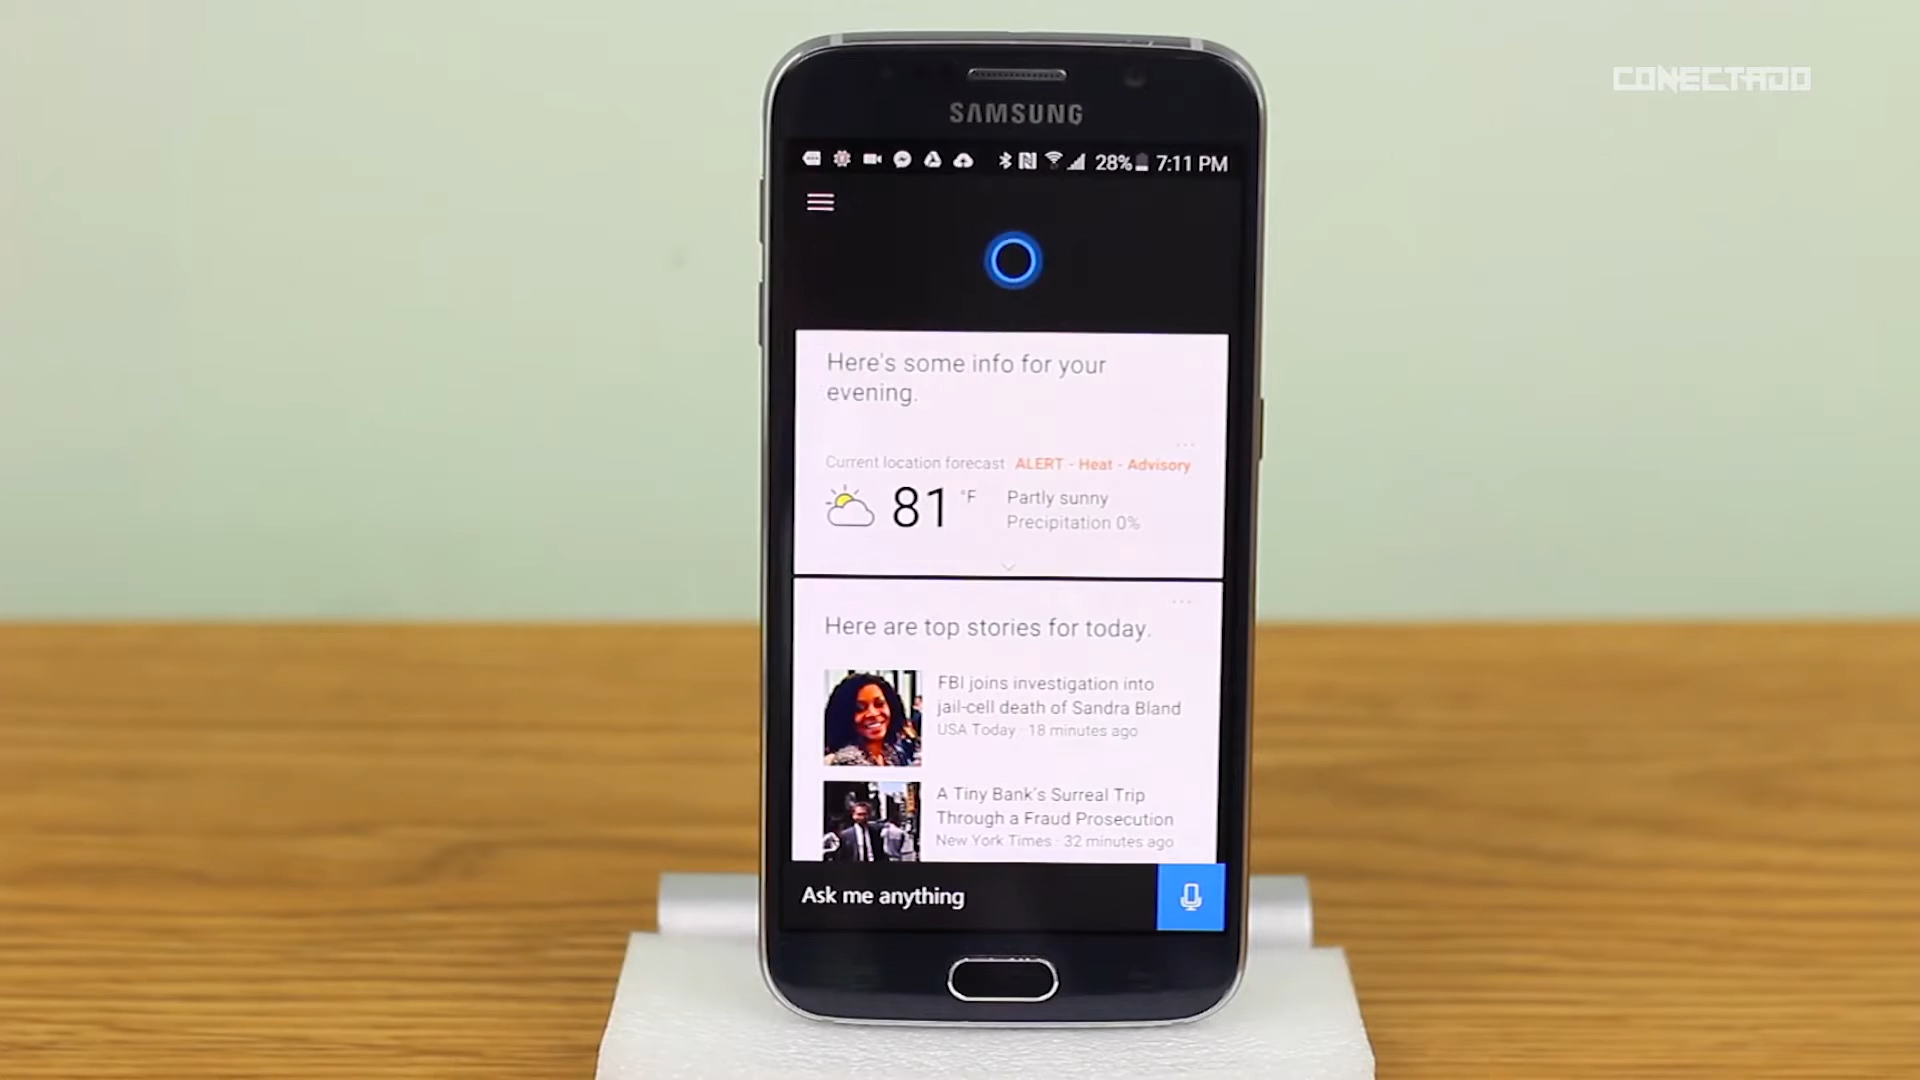 CONECTADO
SAMSUNG
28% 7:11 PM
Here's some info for your
evening.
Current location forecast ALERT - Heat - Advisory
81 °F
Partly sunny
Precipitation 0%
Here are top stories for today.
FBI joins investigation into
jail-cell death of Sandra Bland
USA Today · 18 minutes ago
A Tiny Bank's Surreal Trip
Through a Fraud Prosecution
New York Times · 32 minutes ago
Ask me anything